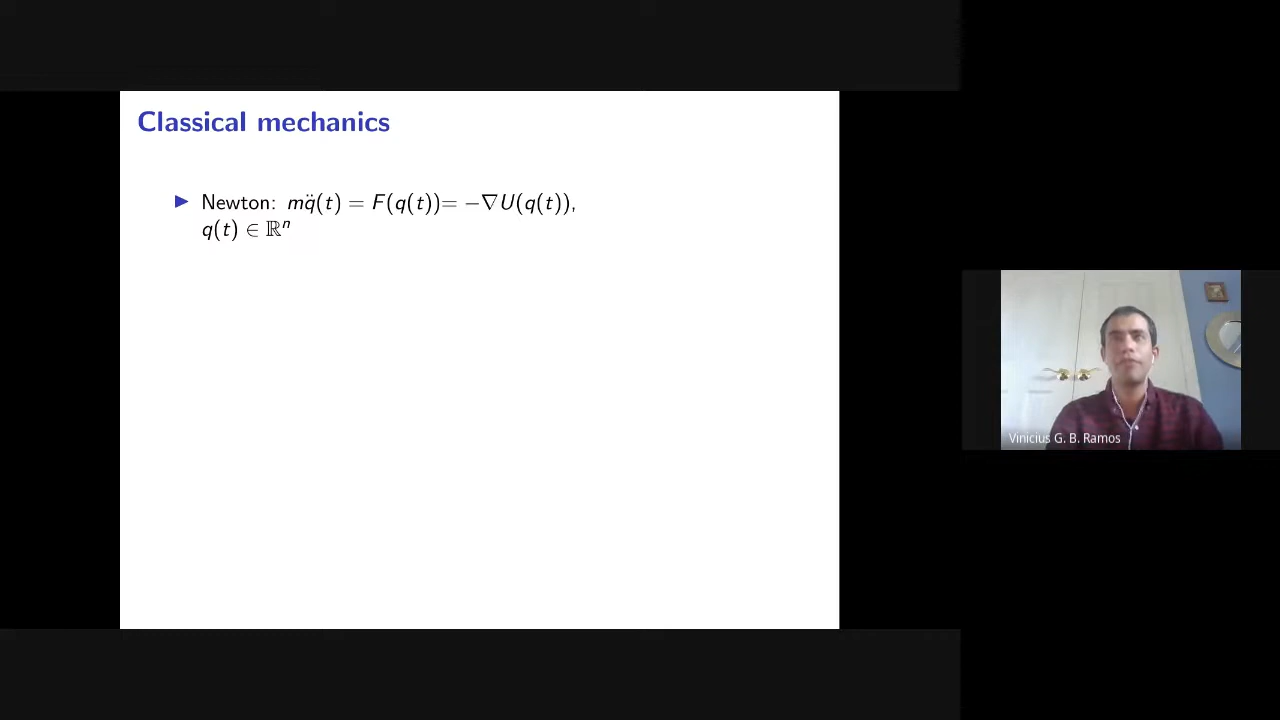 Classical mechanics
▶ Newton: mq̈(t) = F(q(t))= −∇U(q(t)),
q(t) ∈ ℝⁿ
Vinicius G. B. Ramos